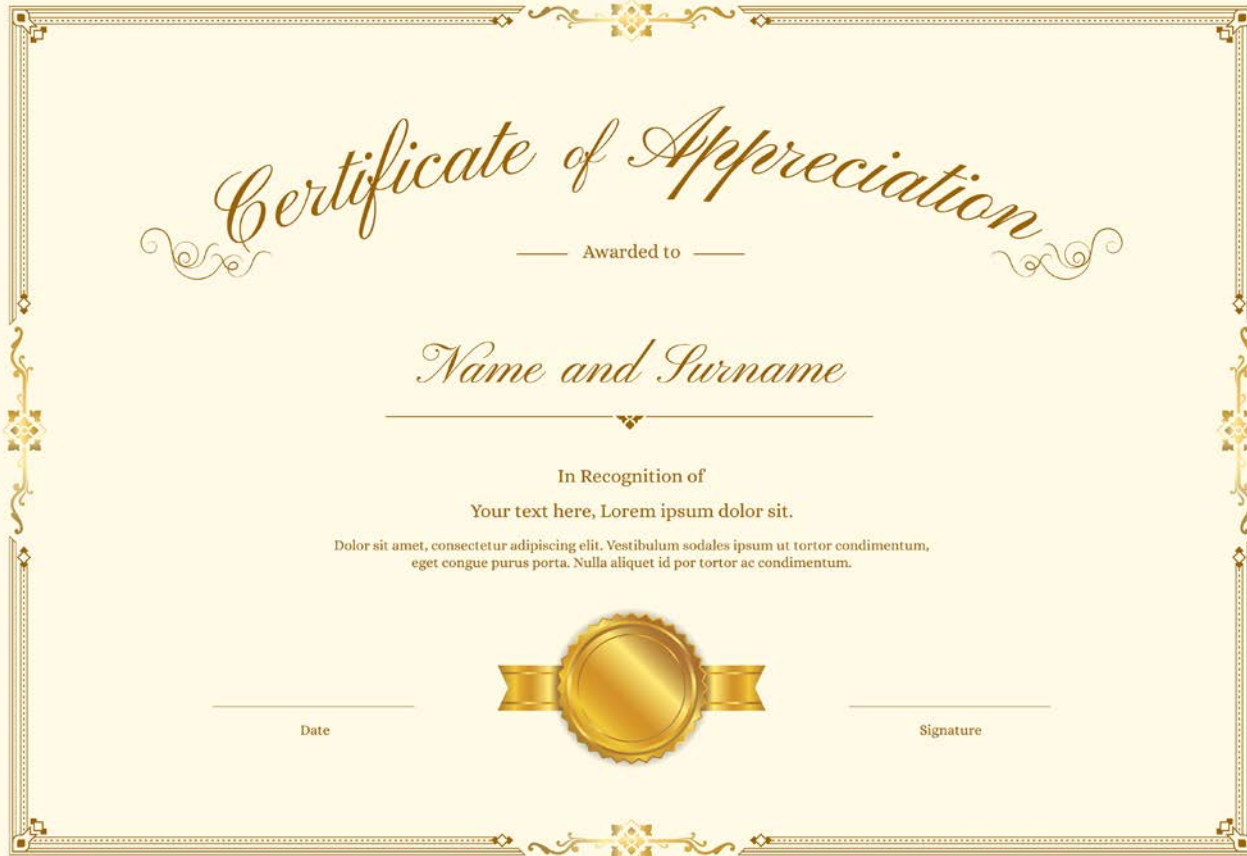 Certificate of Appreciation
Awarded to
Name and Surname
In Recognition of
Your text here, Lorem ipsum dolor sit.
Dolor sit amet, consectetur adipiscing elit. Vestibulum sodales ipsum ut tortor condimentum,
eget congue purus porta. Nulla aliquet id por tortor ac condimentum.
Date
Signature